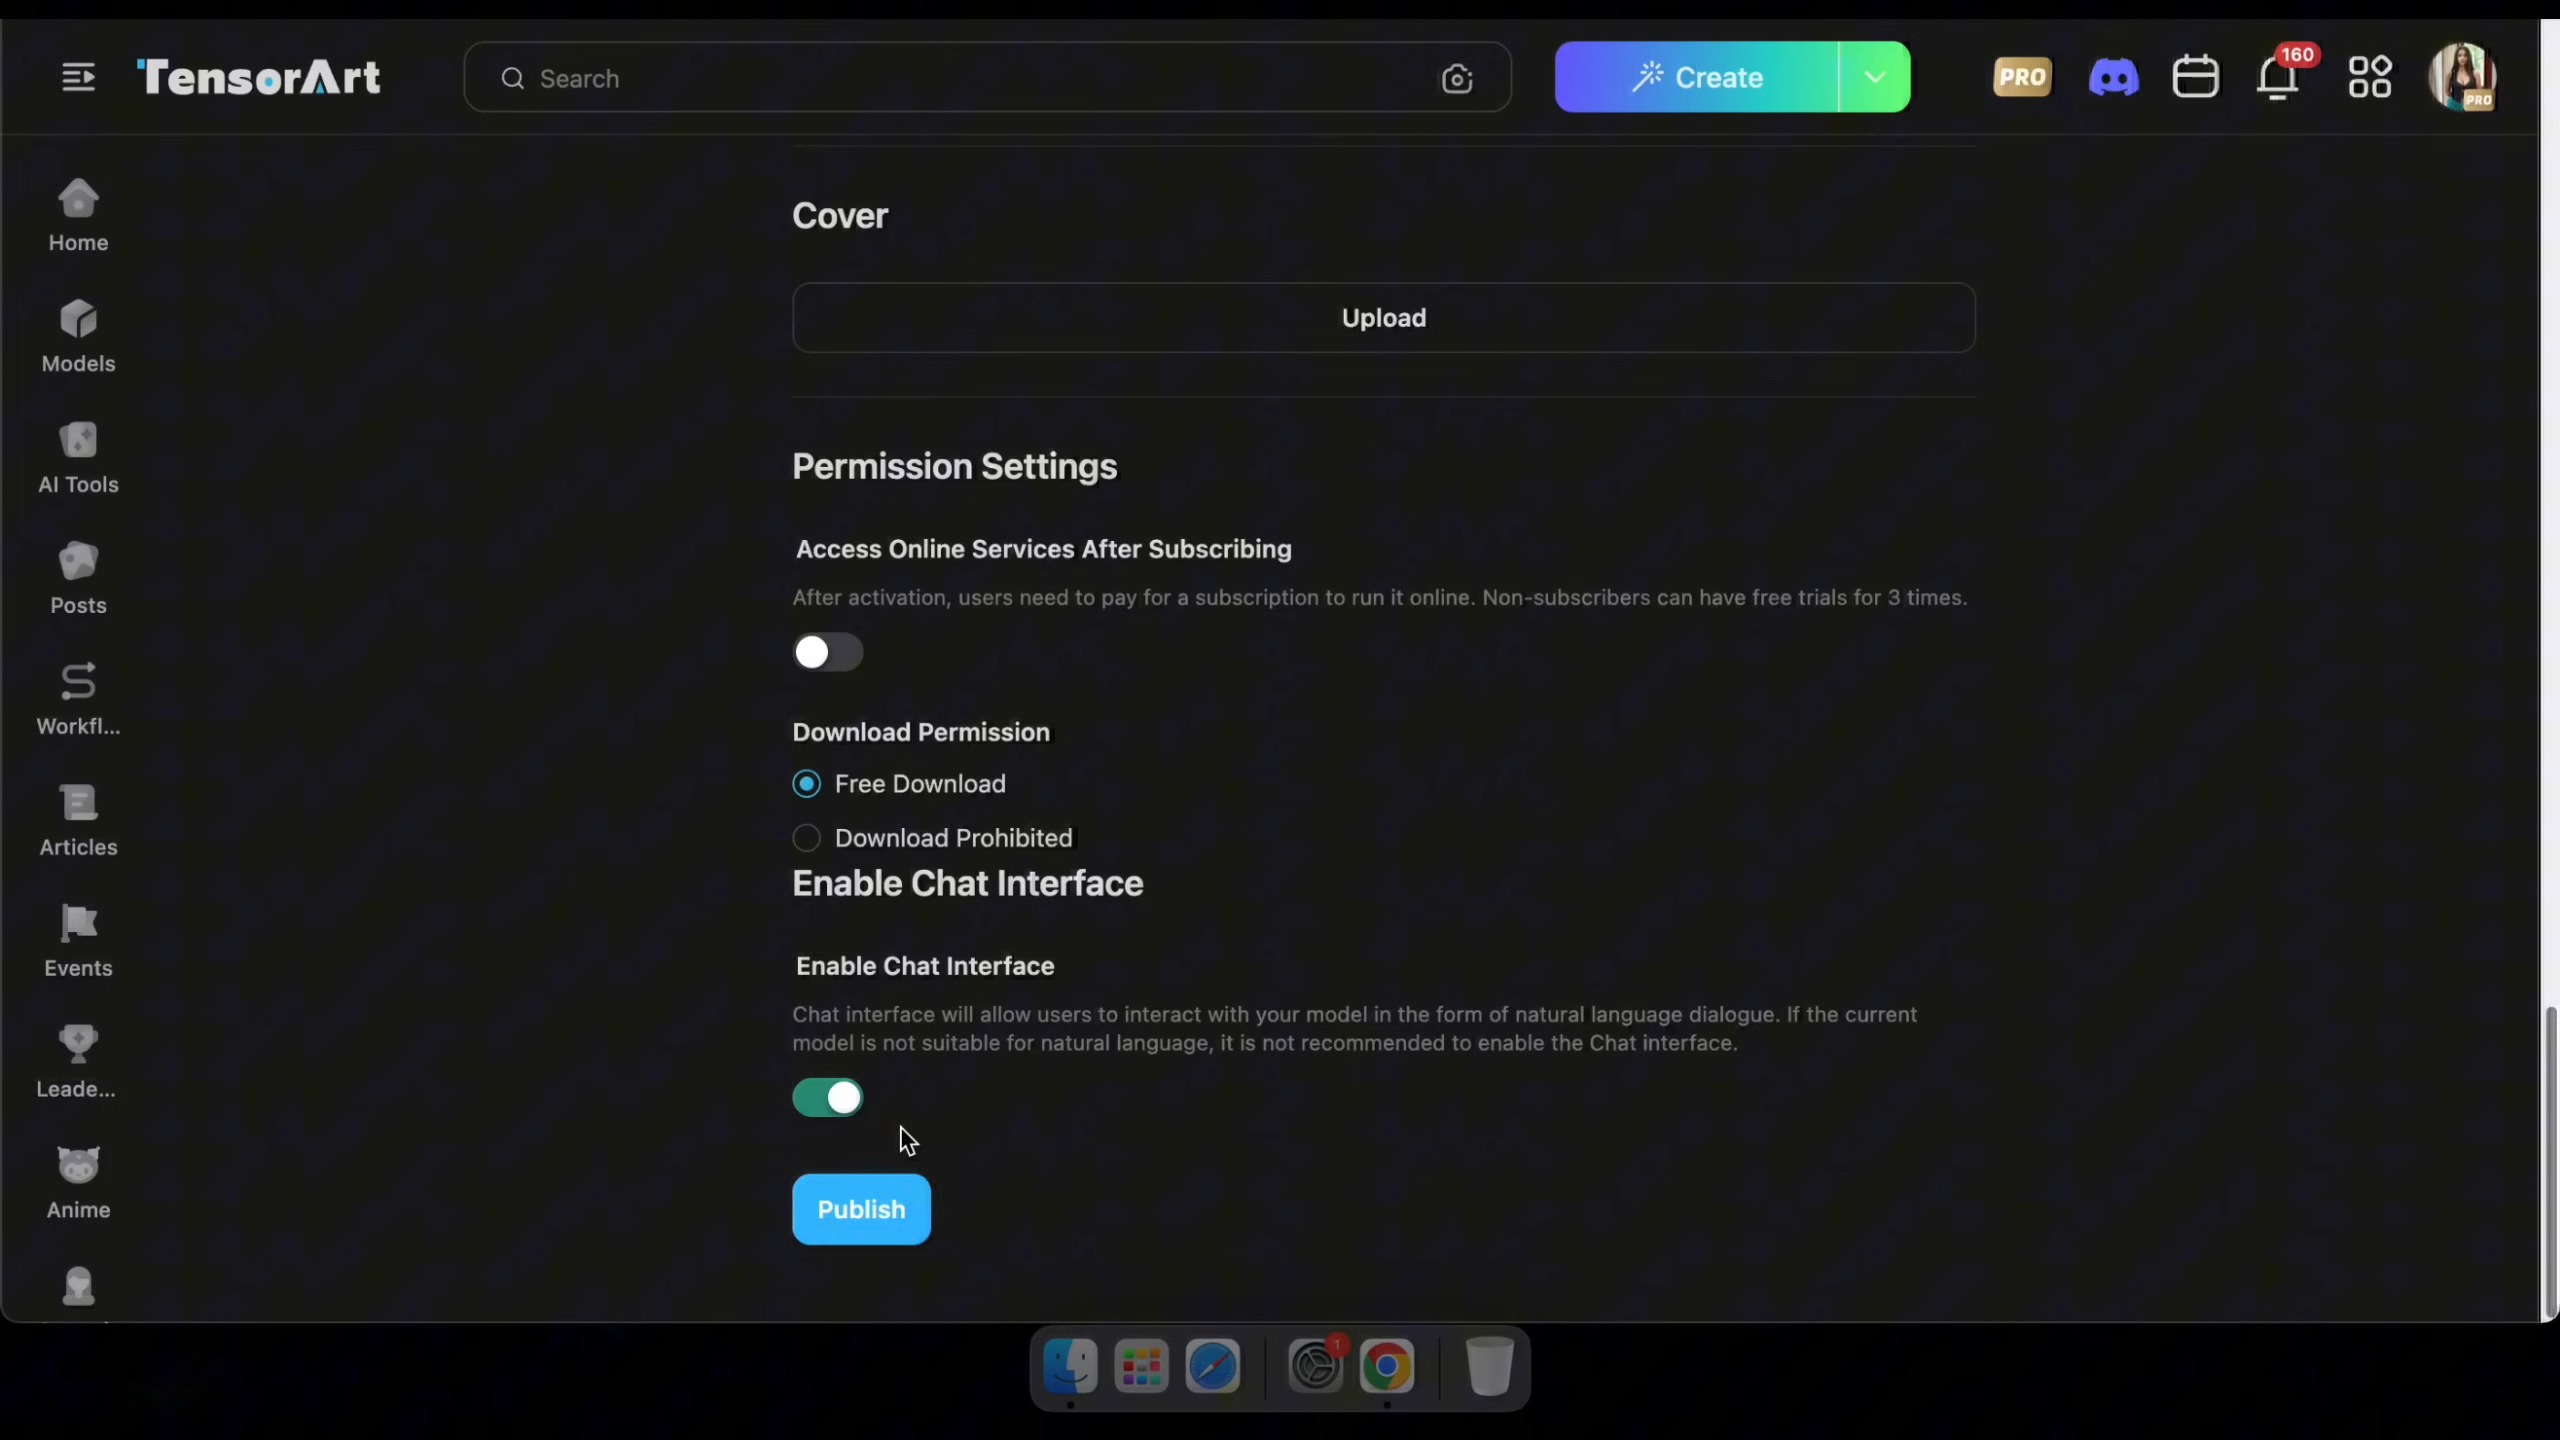 TensorArt
Search
Create
PRO
160
PRO
Home
Models
AI Tools
Posts
Workfl...
Articles
Events
Leade...
Anime
Cover
Upload
Permission Settings
Access Online Services After Subscribing
After activation, users need to pay for a subscription to run it online. Non-subscribers can have free trials for 3 times.
Download Permission
Free Download
Download Prohibited
Enable Chat Interface
Enable Chat Interface
Chat interface will allow users to interact with your model in the form of natural language dialogue. If the current
model is not suitable for natural language, it is not recommended to enable the Chat interface.
Publish
1